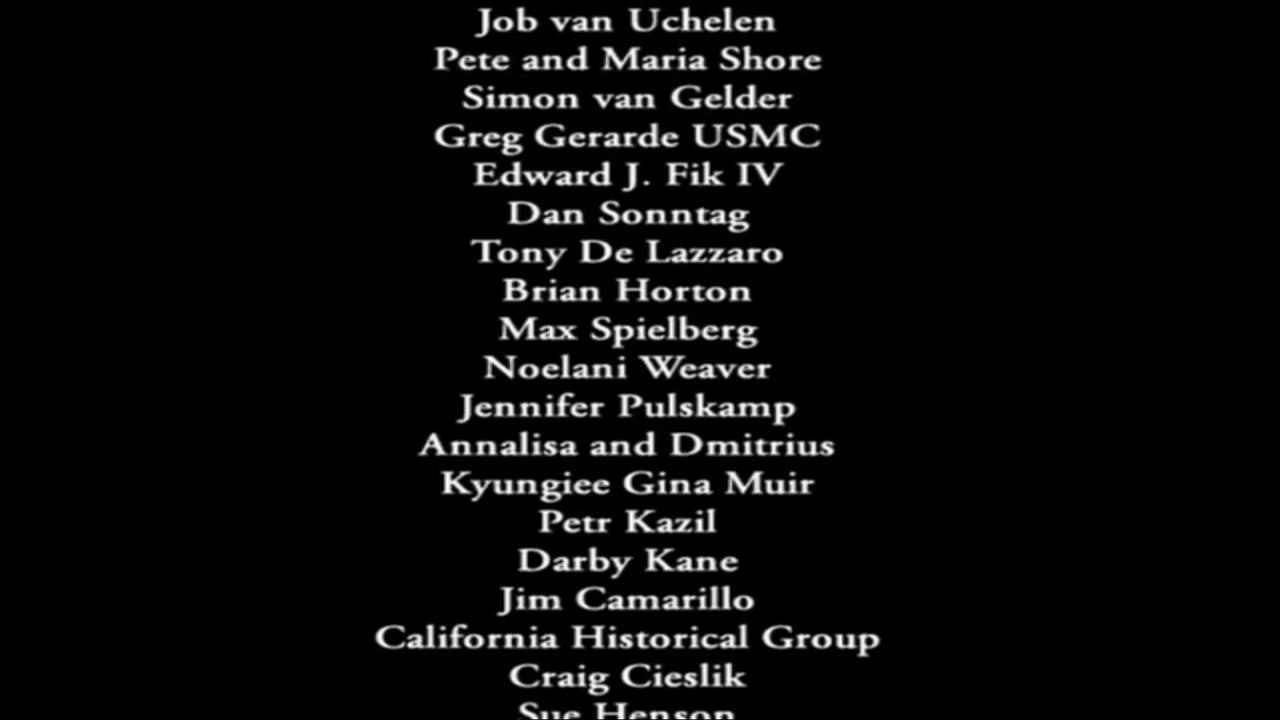 Job van Uchelen
Pete and Maria Shore
Simon van Gelder
Greg Gerarde USMC
Edward J. Fik IV
Dan Sonntag
Tony De Lazzaro
Brian Horton
Max Spielberg
Noelani Weaver
Jennifer Pulskamp
Annalisa and Dmitrius
Kyungiee Gina Muir
Petr Kazil
Darby Kane
Jim Camarillo
California Historical Group
Craig Cieslik
Sue Henson